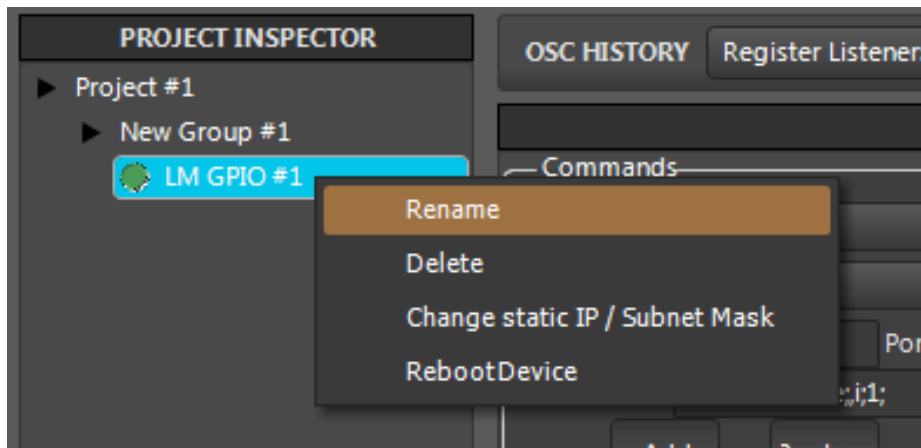 PROJECT INSPECTOR
OSC HISTORY
Project #1
New Group #1
LM GPIO #1
Commands
Rename
Delete
Change static IP / Subnet Mask
RebootDevice
Register Listener
;i;1;